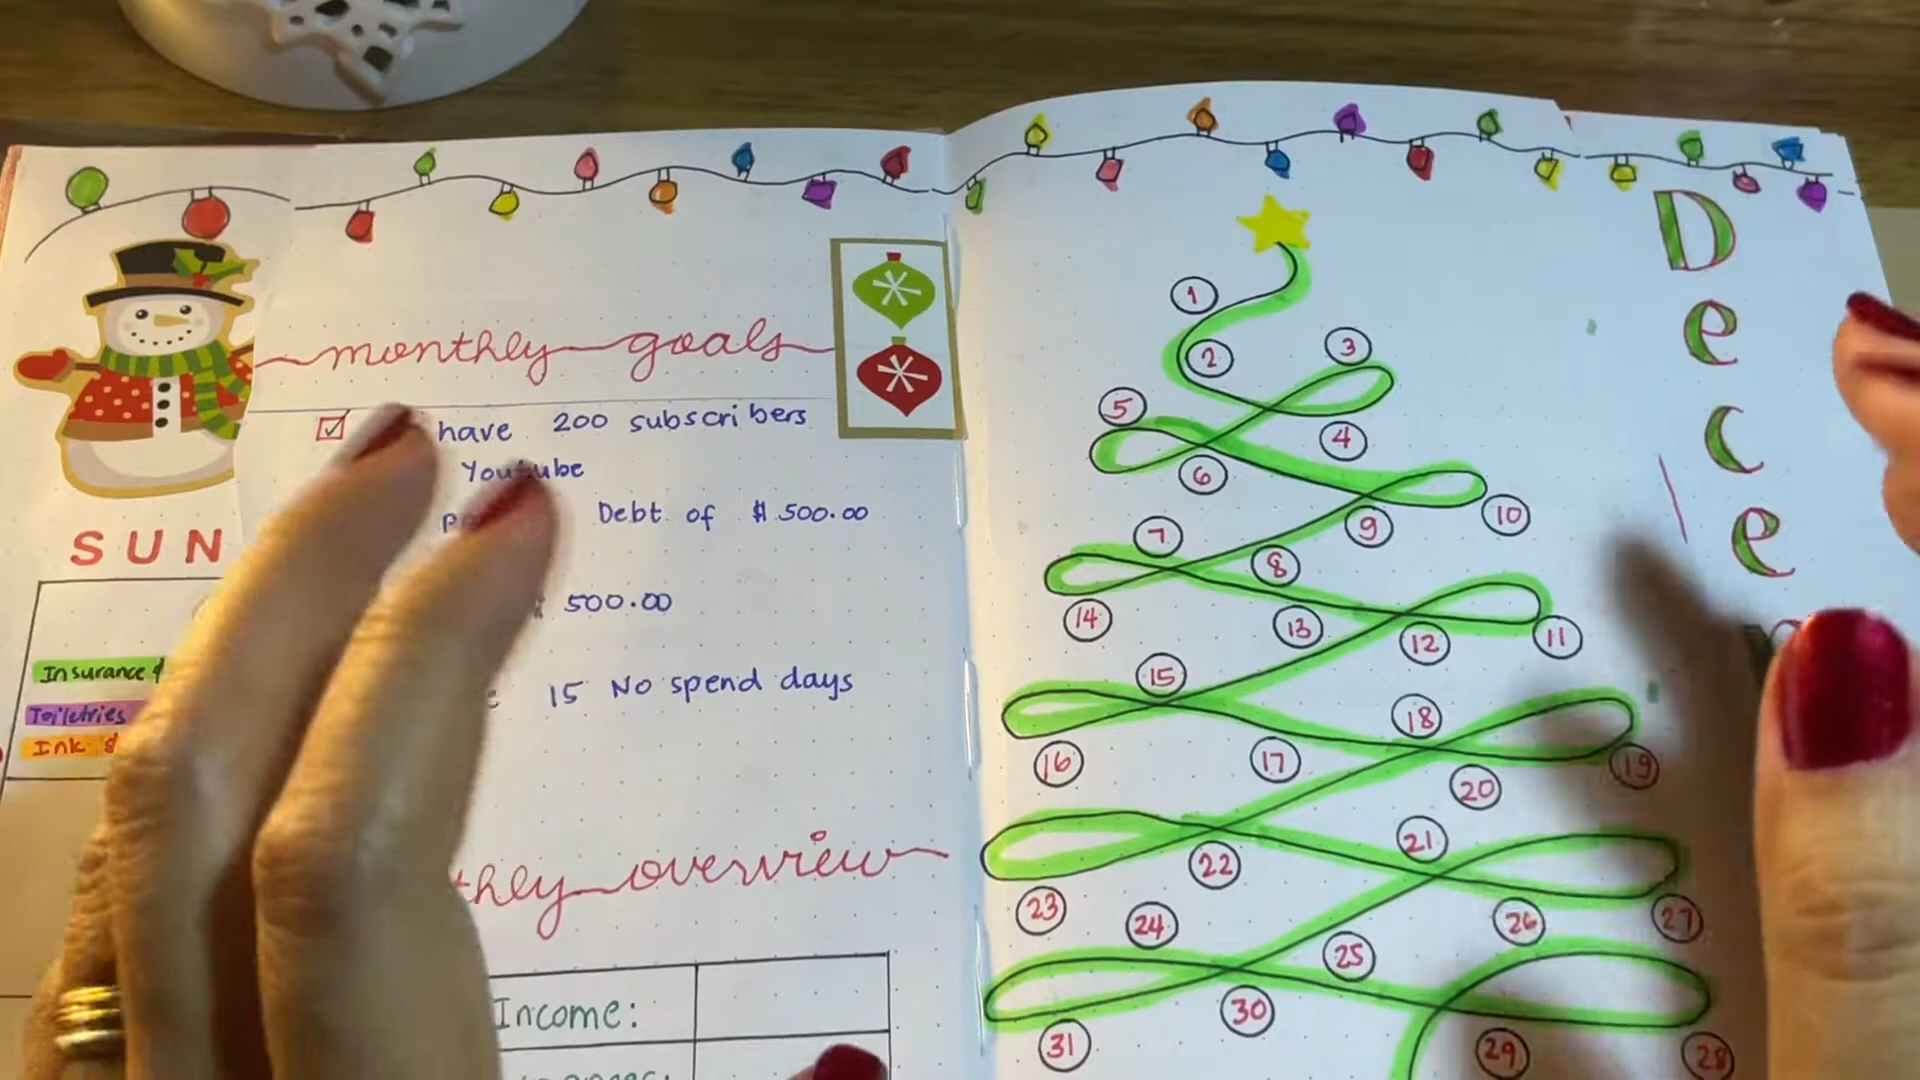 monthly goals
have 200 subscribers
Youtube
Debt of $500.00
500.00
15 No spend days
thly overview
Income:
SUN
Insurance &
Toiletries
Ink &
Dece
1
2
3
4
5
6
7
8
9
10
11
12
13
14
15
16
17
18
19
20
21
22
23
24
25
26
27
28
29
30
31